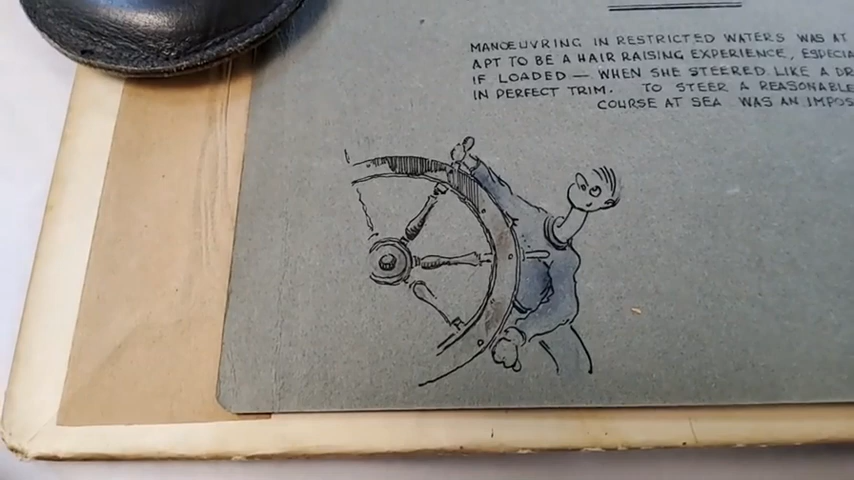 MANŒUVRING IN RESTRICTED WATERS WAS AT
APT TO BE A HAIR RAISING EXPERIENCE, ESPECIA
IF LOADED — WHEN SHE STEERED LIKE A DR
IN PERFECT TRIM. TO STEER A REASONABLE
COURSE AT SEA WAS AN IMPOS